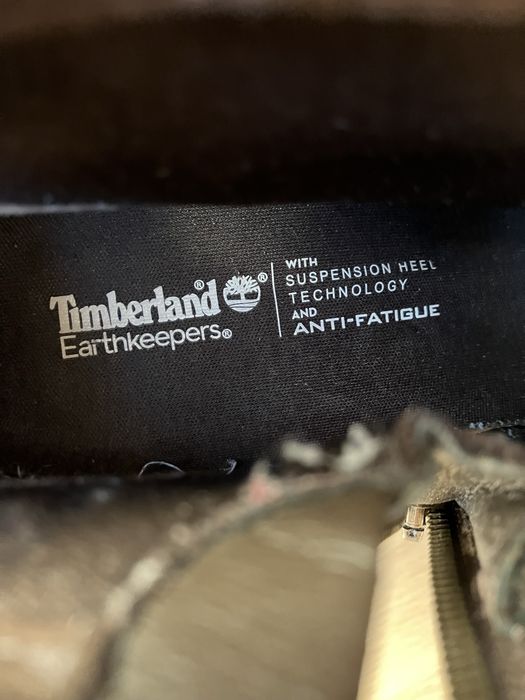 Timberland®
Earthkeepers®
WITH
SUSPENSION HEEL
TECHNOLOGY
AND
ANTI-FATIGUE